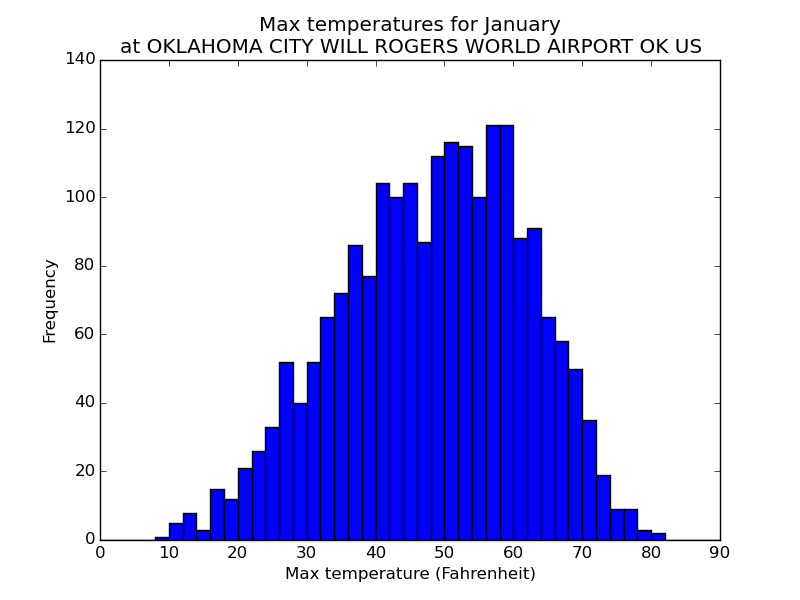 Max temperatures for January
at OKLAHOMA CITY WILL ROGERS WORLD AIRPORT OK US
140
120
100
80
60
40
20
0
Frequency
0 10 20 30 40 50 60 70 80 90
Max temperature (Fahrenheit)